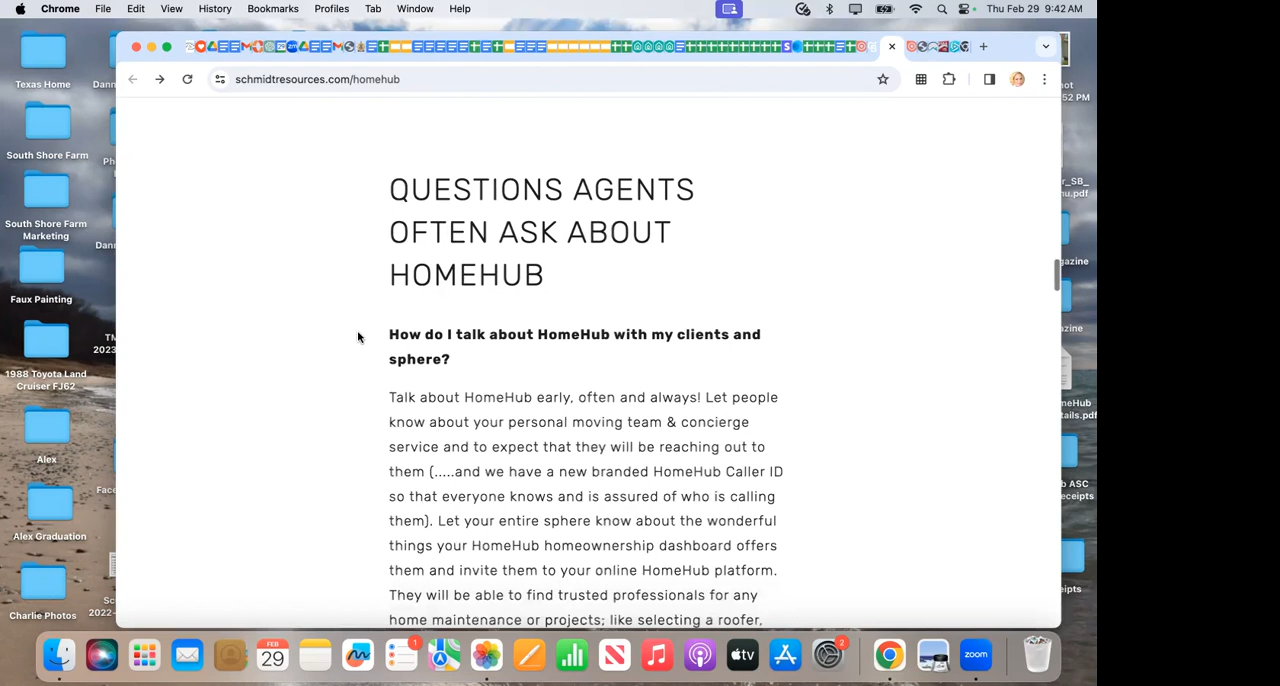 Chrome File Edit View History Bookmarks Profiles Tab Window Help Thu Feb 29 9:42 AM
schmidtresources.com/homehub
Texas Home
South Shore Farm
South Shore Farm
Marketing
Faux Painting
1988 Toyota Land
Cruiser FJ62
Alex
Alex Graduation
Charlie Photos
QUESTIONS AGENTS
OFTEN ASK ABOUT
HOMEHUB
How do I talk about HomeHub with my clients and
sphere?
Talk about HomeHub early, often and always! Let people
know about your personal moving team & concierge
service and to expect that they will be reaching out to
them (.....and we have a new branded HomeHub Caller ID
so that everyone knows and is assured of who is calling
them). Let your entire sphere know about the wonderful
things your HomeHub homeownership dashboard offers
them and invite them to your online HomeHub platform.
They will be able to find trusted professionals for any
home maintenance or projects; like selecting a roofer,
FEB
29
1
tv
2
zoom